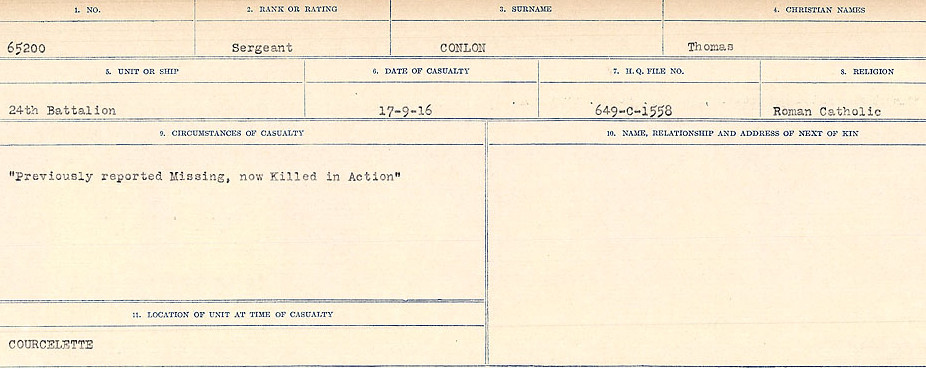 1. NO. 2. RANK OR RATING 3. SURNAME 4. CHRISTIAN NAMES
65200 Sergeant CONLON Thomas
5. UNIT OR SHIP 6. DATE OF CASUALTY 7. H. Q. FILE NO. 8. RELIGION
24th Battalion 17-9-16 649-C-1558 Roman Catholic
9. CIRCUMSTANCES OF CASUALTY 10. NAME, RELATIONSHIP AND ADDRESS OF NEXT OF KIN
"Previously reported Missing, now Killed in Action"
11. LOCATION OF UNIT AT TIME OF CASUALTY
COURCELETTE